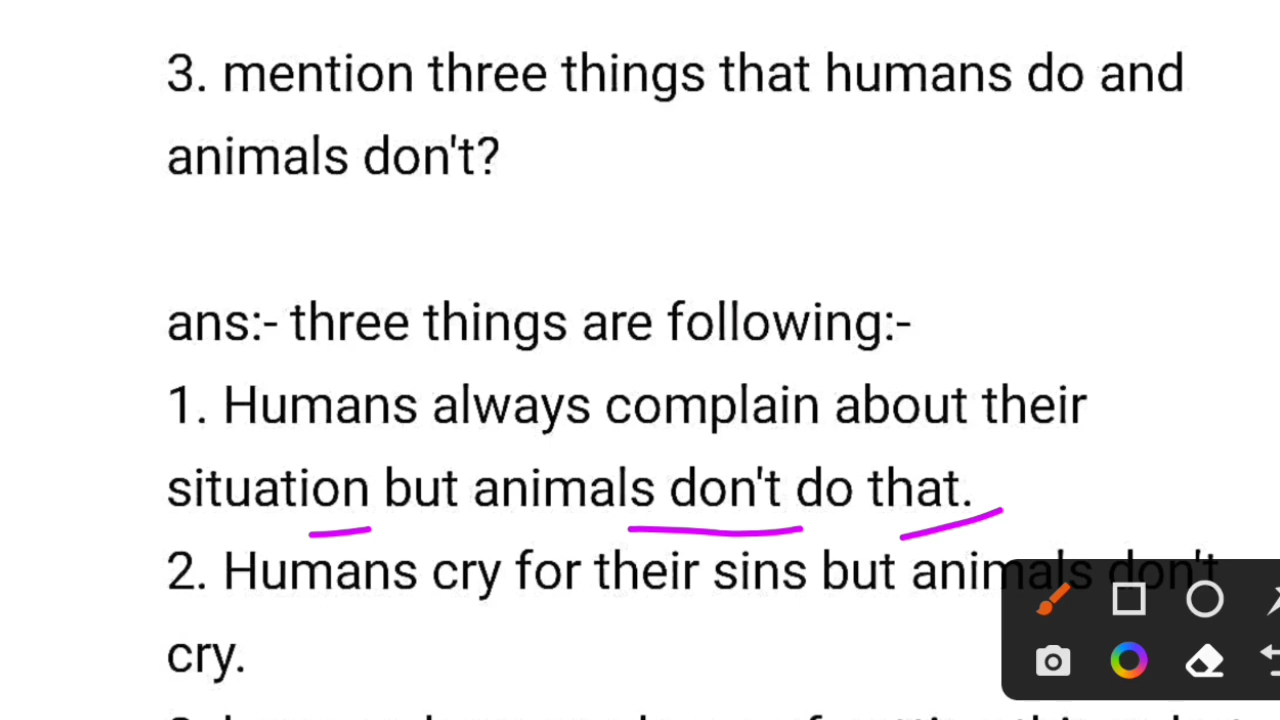 3. mention three things that humans do and
animals don't?
ans:- three things are following:-
1. Humans always complain about their
situation but animals don't do that.
2. Humans cry for their sins but animals don't
cry.